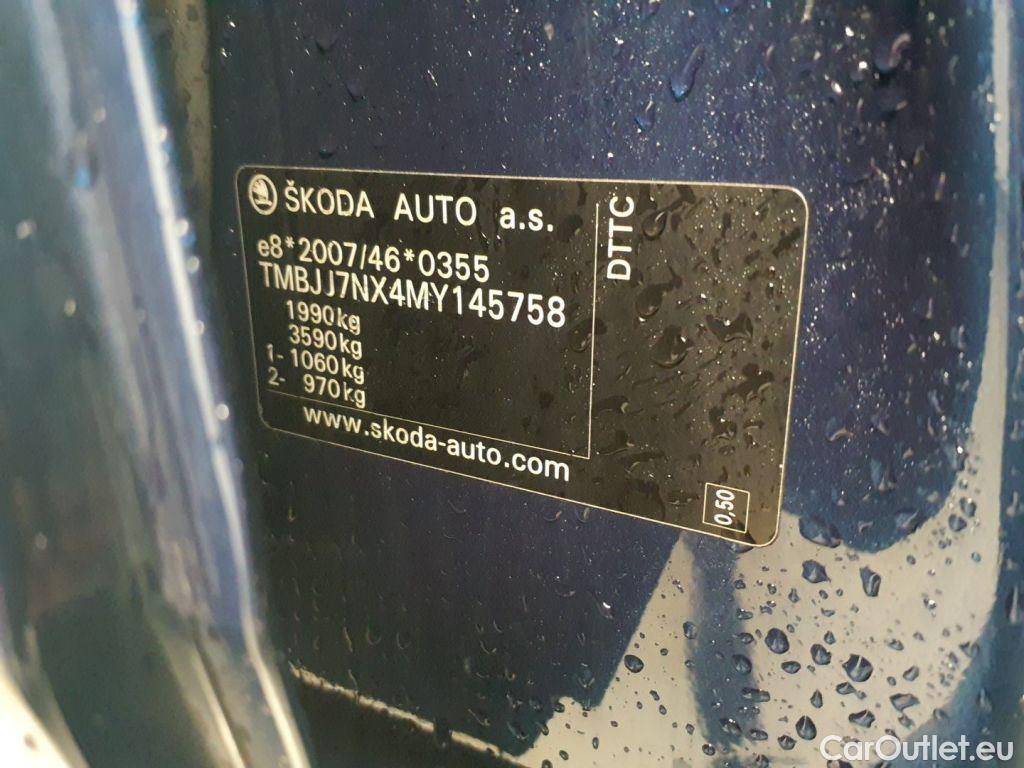 ŠKODA AUTO a.s.
e8*2007/46*0355
TMBJJ7NX4MY145758
1990kg
3590kg
1- 1060kg
2- 970kg
www.skoda-auto.com
DTTC
0,50
CarOutlet.eu